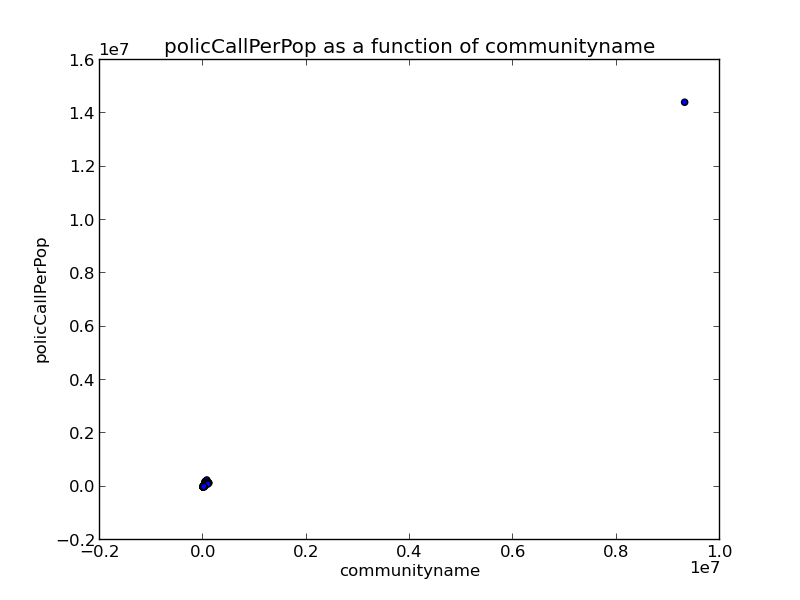 policCallPerPop as a function of communityname
1e7
1.6
1.4
1.2
1.0
0.8
0.6
0.4
0.2
0.0
−0.2
policCallPerPop
−0.2 0.0 0.2 0.4 0.6 0.8 1.0
1e7
communityname